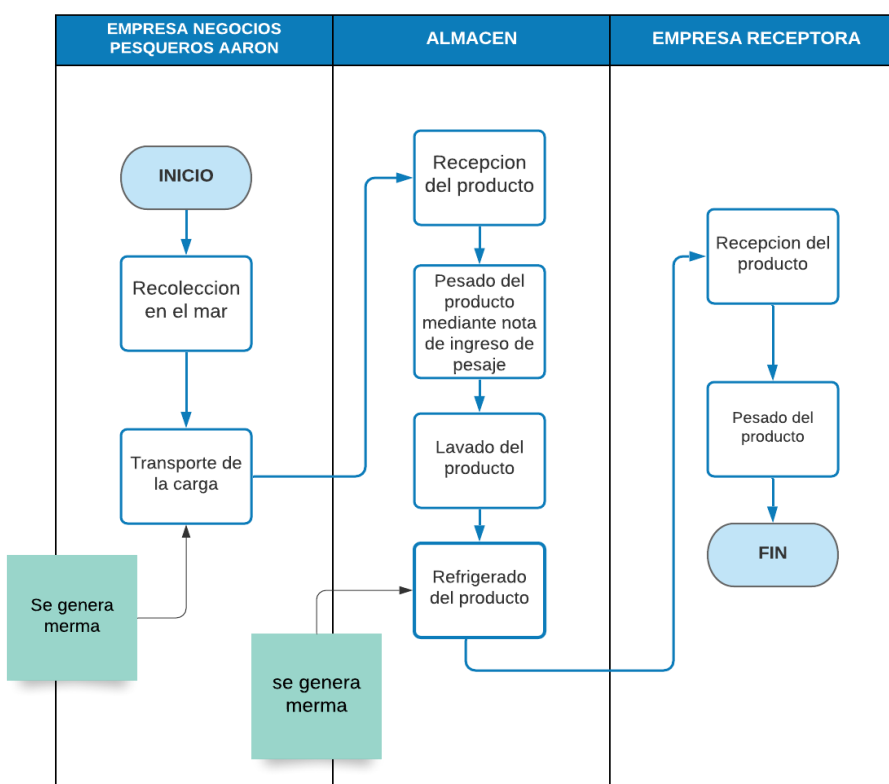 EMPRESA NEGOCIOS
PESQUEROS AARON
ALMACEN
EMPRESA RECEPTORA
INICIO
Recoleccion
en el mar
Transporte de
la carga
Se genera
merma
Recepcion
del producto
Pesado del
producto
mediante nota
de ingreso de
pesaje
Lavado del
producto
Refrigerado
del producto
se genera
merma
Recepcion del
producto
Pesado del
producto
FIN